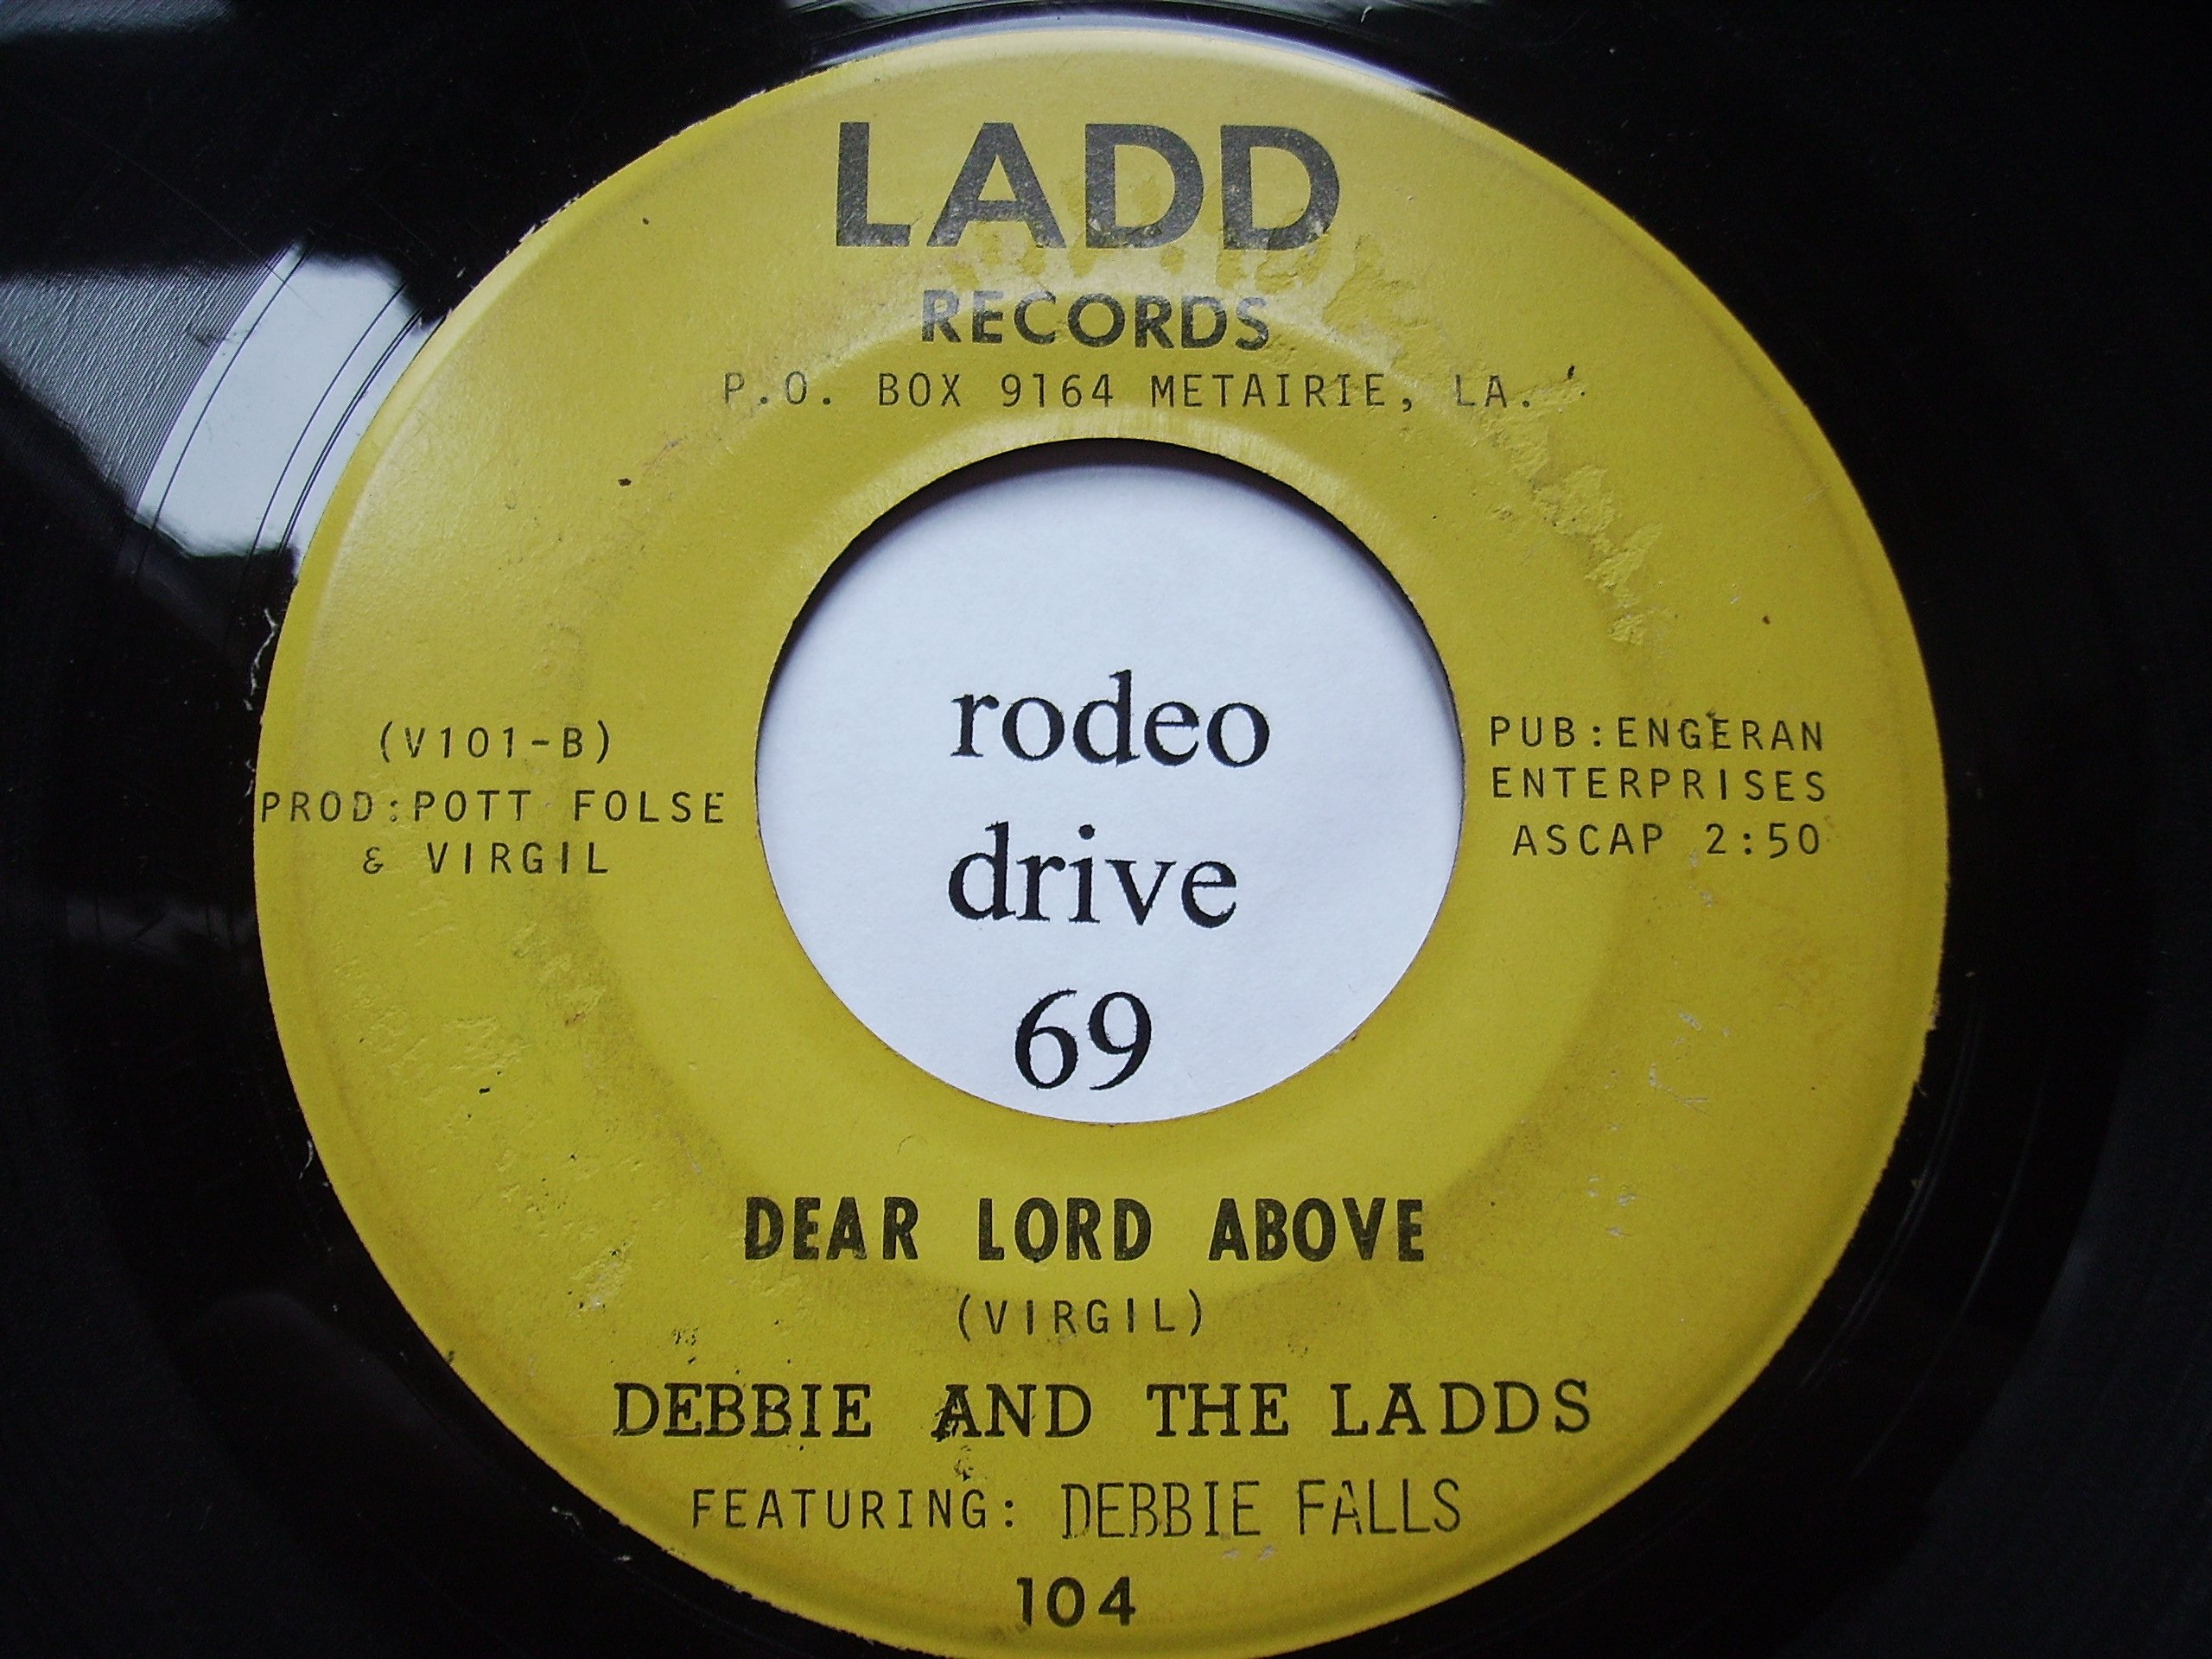 LADD
RECORDS
P.O. BOX 9164 METAIRIE, LA.
(V101-B)
PROD:POTT FOLSE
& VIRGIL
rodeo
drive
69
PUB:ENGERAN
ENTERPRISES
ASCAP 2:50
DEAR LORD ABOVE
(VIRGIL)
DEBBIE AND THE LADDS
FEATURING: DEBBIE FALLS
104